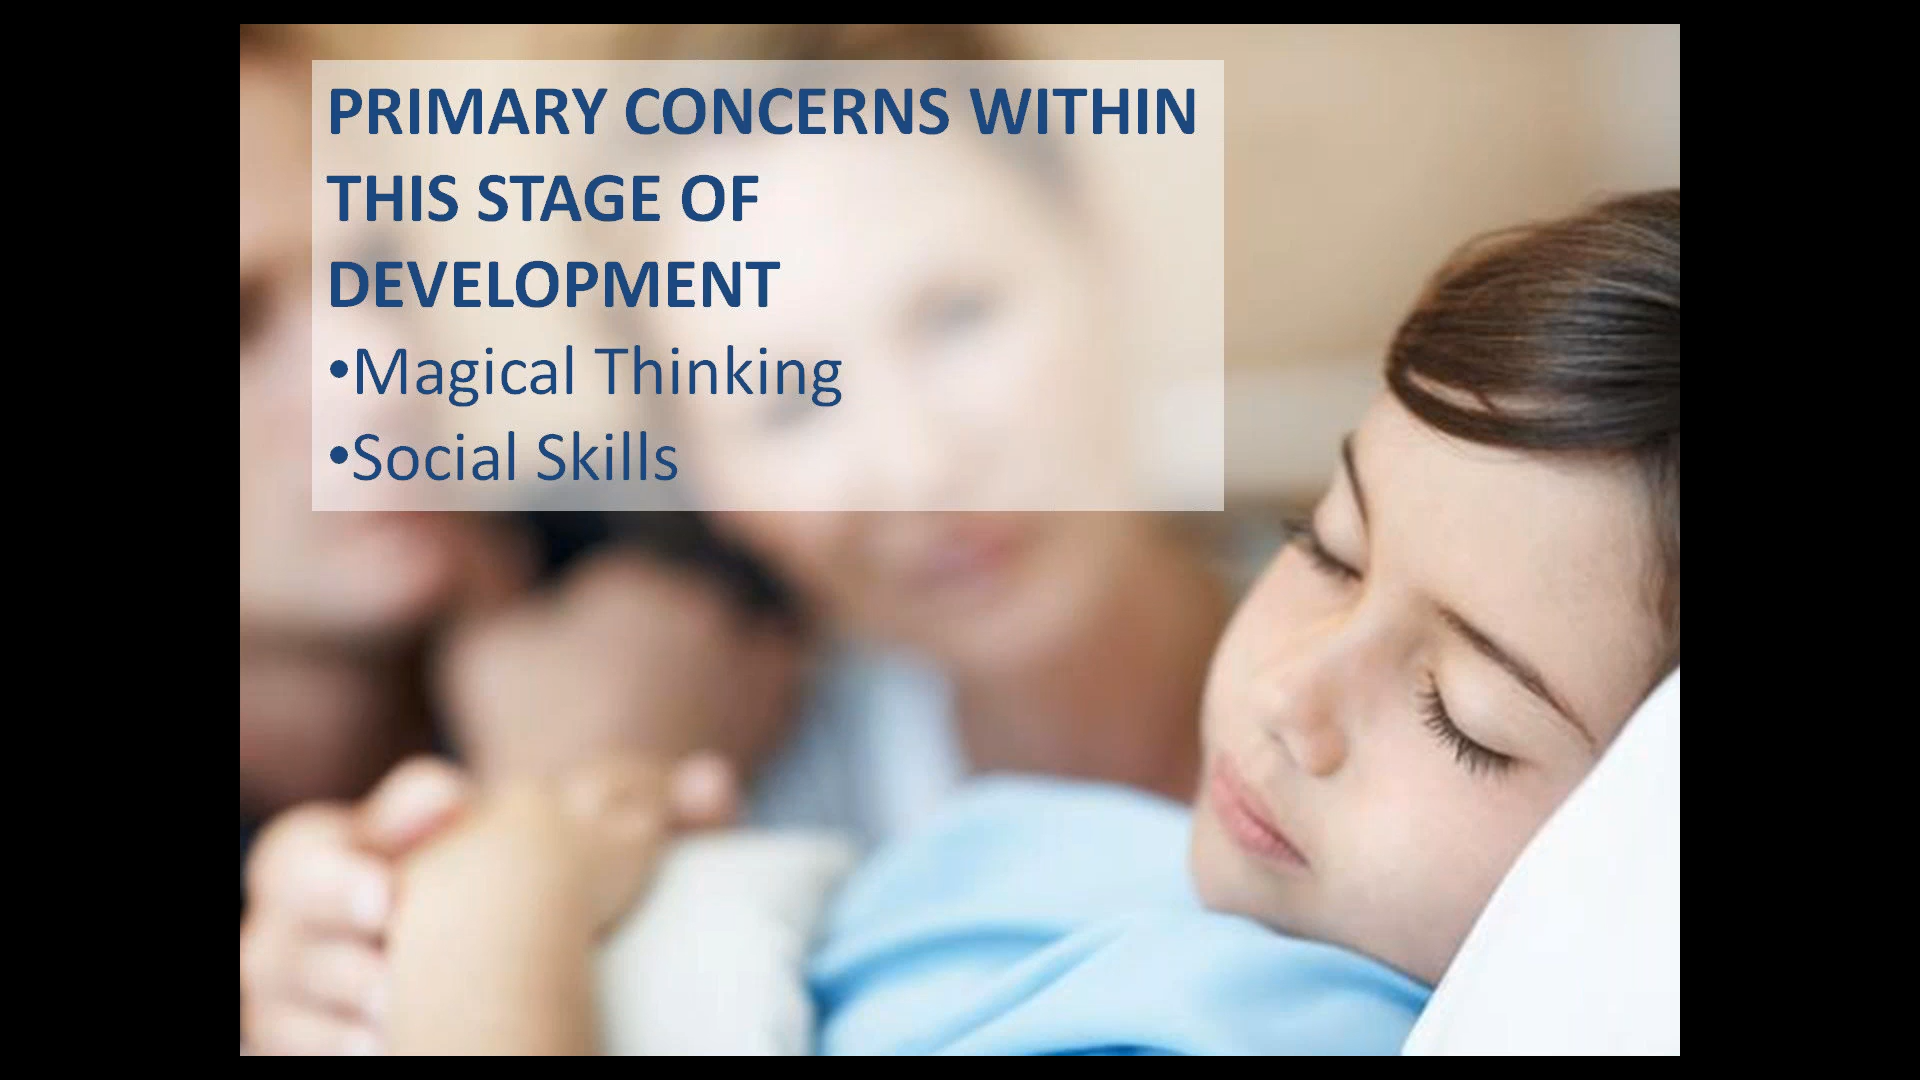 PRIMARY CONCERNS WITHIN
THIS STAGE OF
DEVELOPMENT
•Magical Thinking
•Social Skills